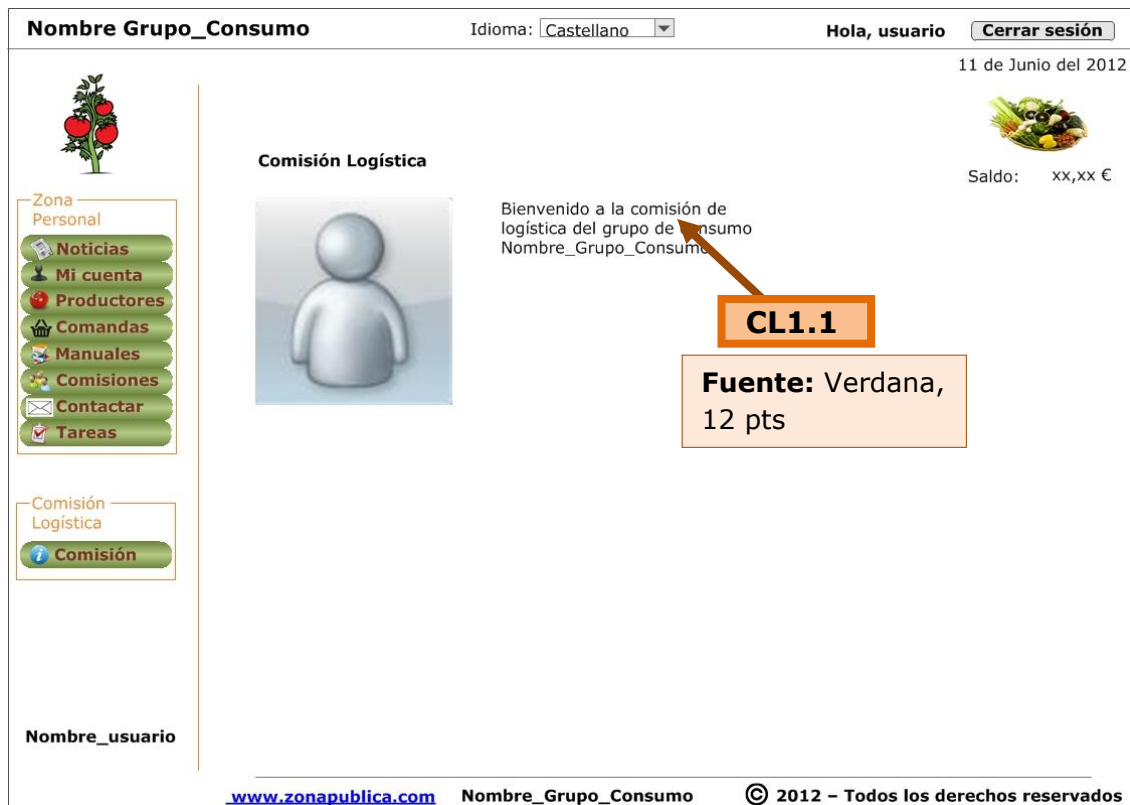 Nombre Grupo_Consumo
Idioma: Castellano
Hola, usuario
Cerrar sesión
11 de Junio del 2012
Saldo: xx,xx €
Zona
Personal
Noticias
Mi cuenta
Productores
Comandas
Manuales
Comisiones
Contactar
Tareas
Comisión
Logística
Comisión
Nombre_usuario
Comisión Logística
Bienvenido a la comisión de
logística del grupo de consumo
Nombre_Grupo_Consumo
CL1.1
Fuente: Verdana,
12 pts
www.zonapublica.com
Nombre_Grupo_Consumo
© 2012 – Todos los derechos reservados